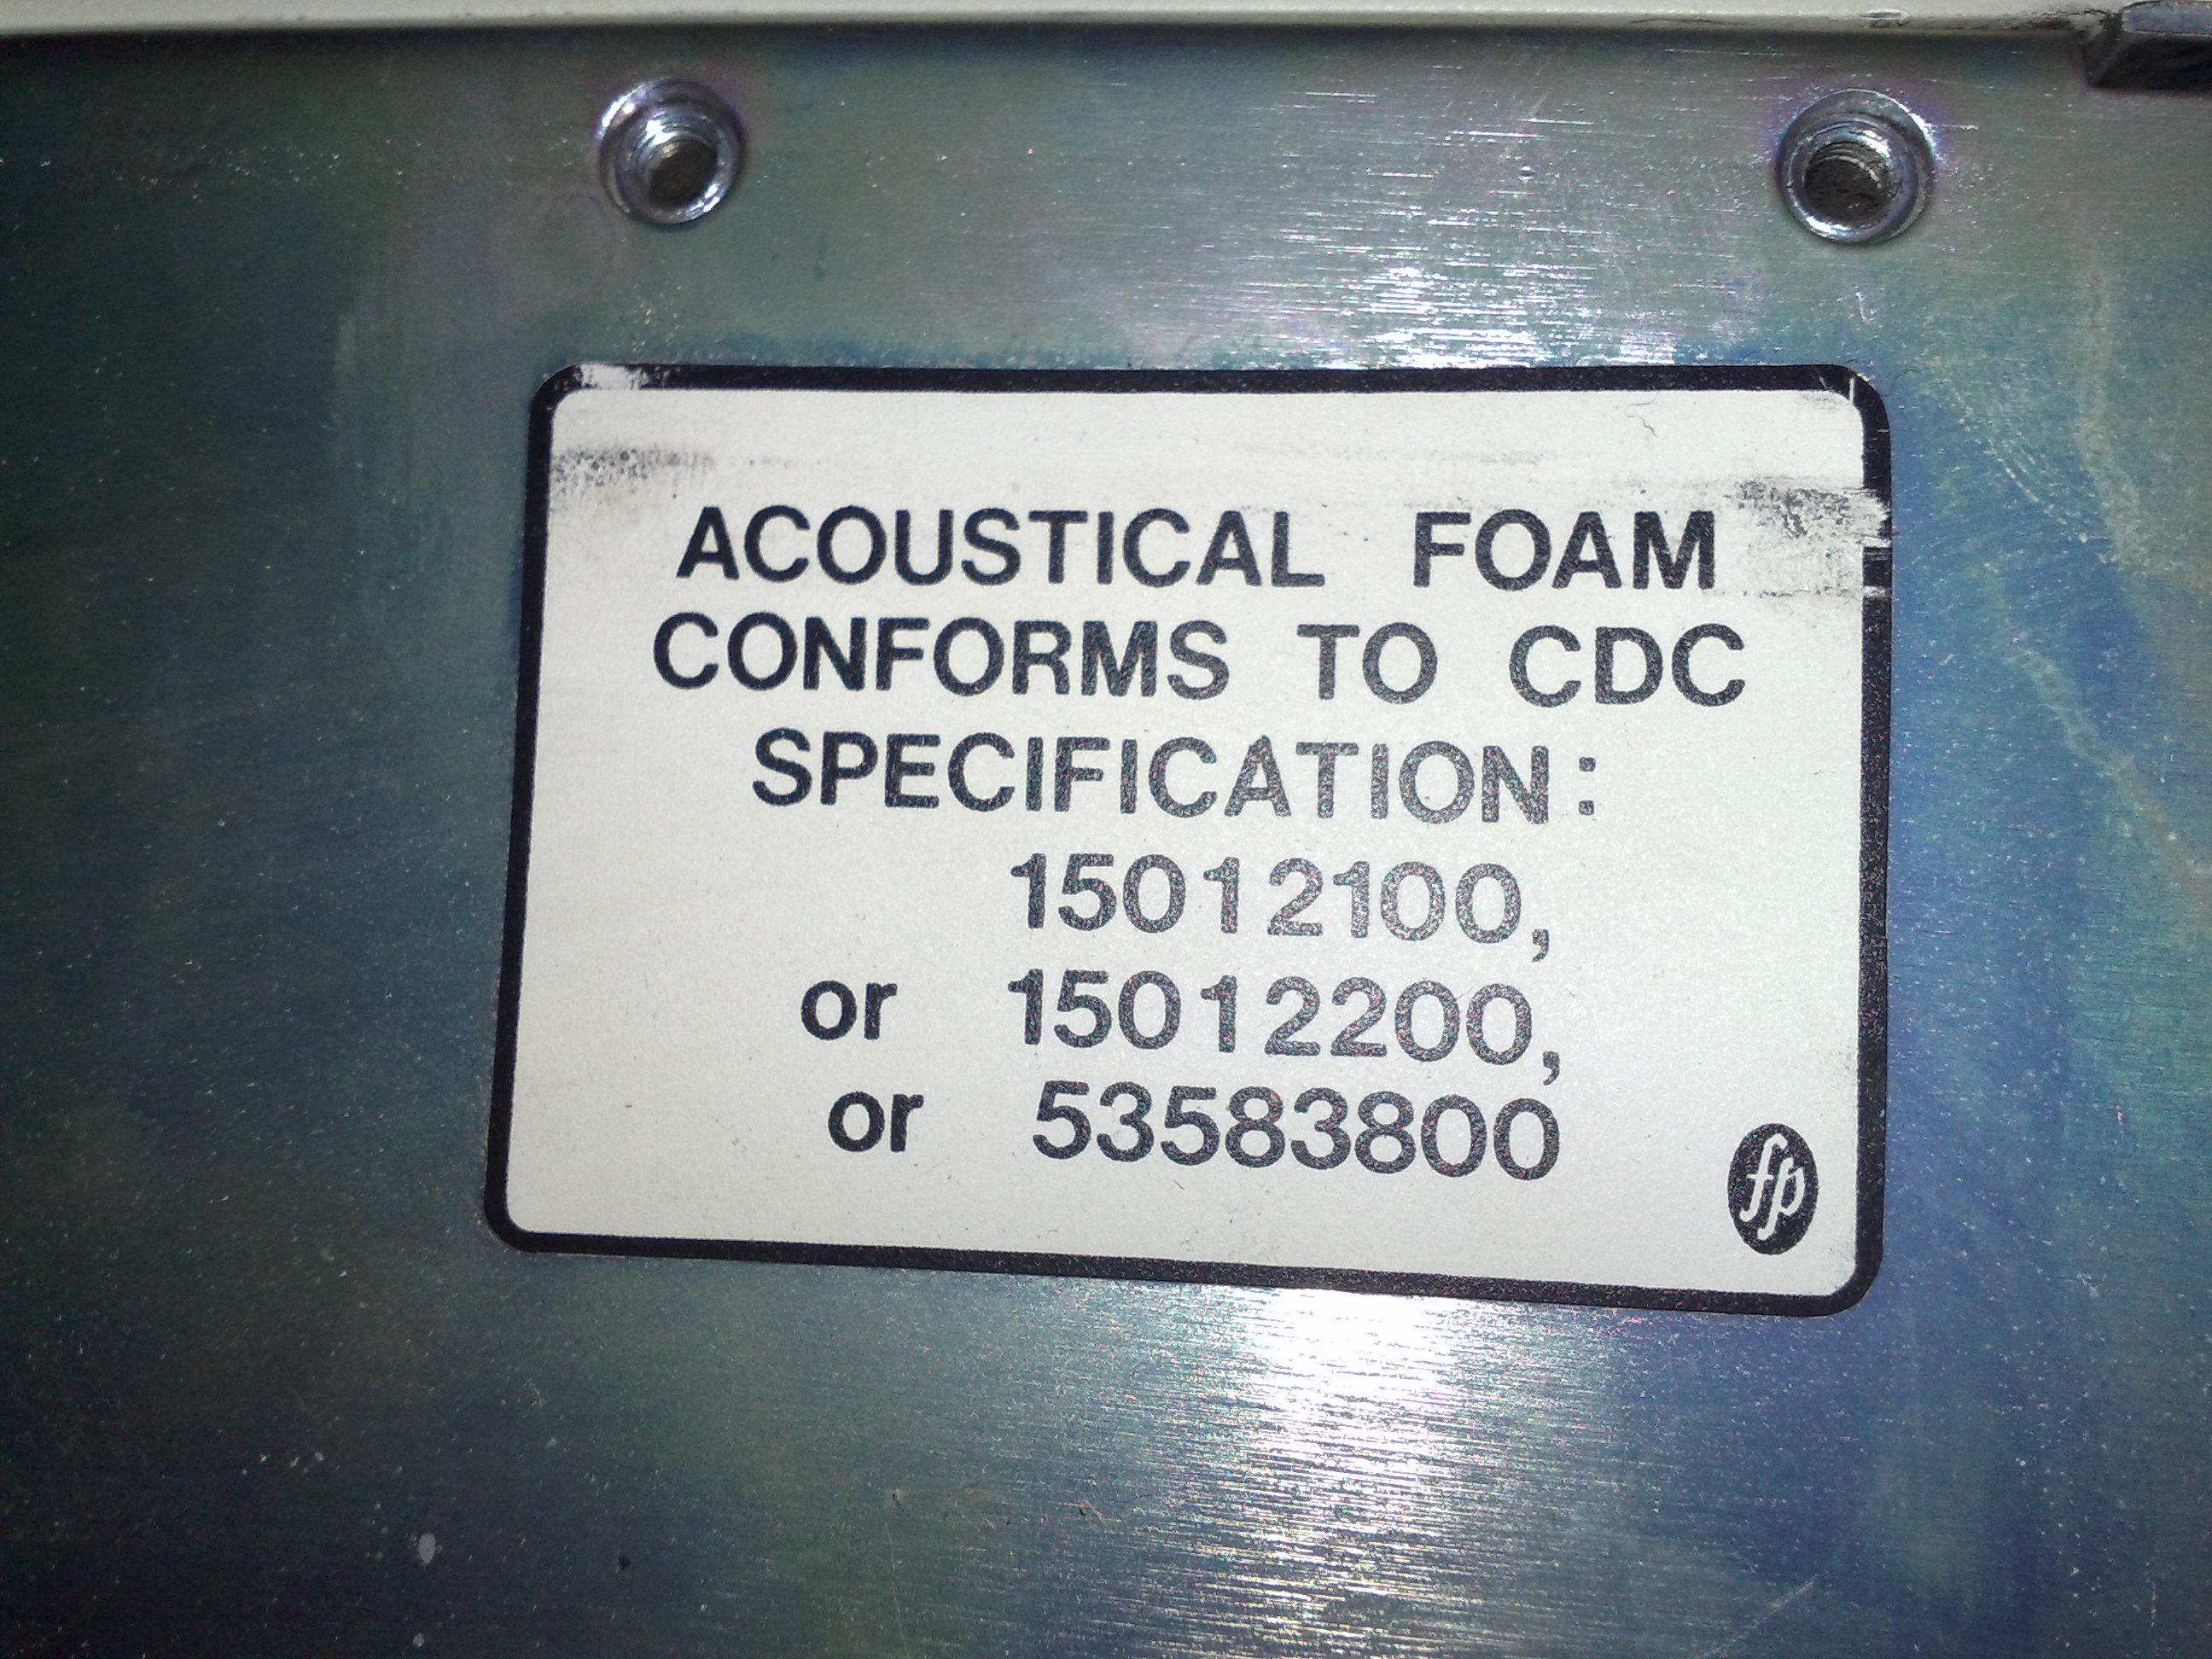 ACOUSTICAL FOAM
CONFORMS TO CDC
SPECIFICATION:
15012100,
or 15012200,
or 53583800
fp